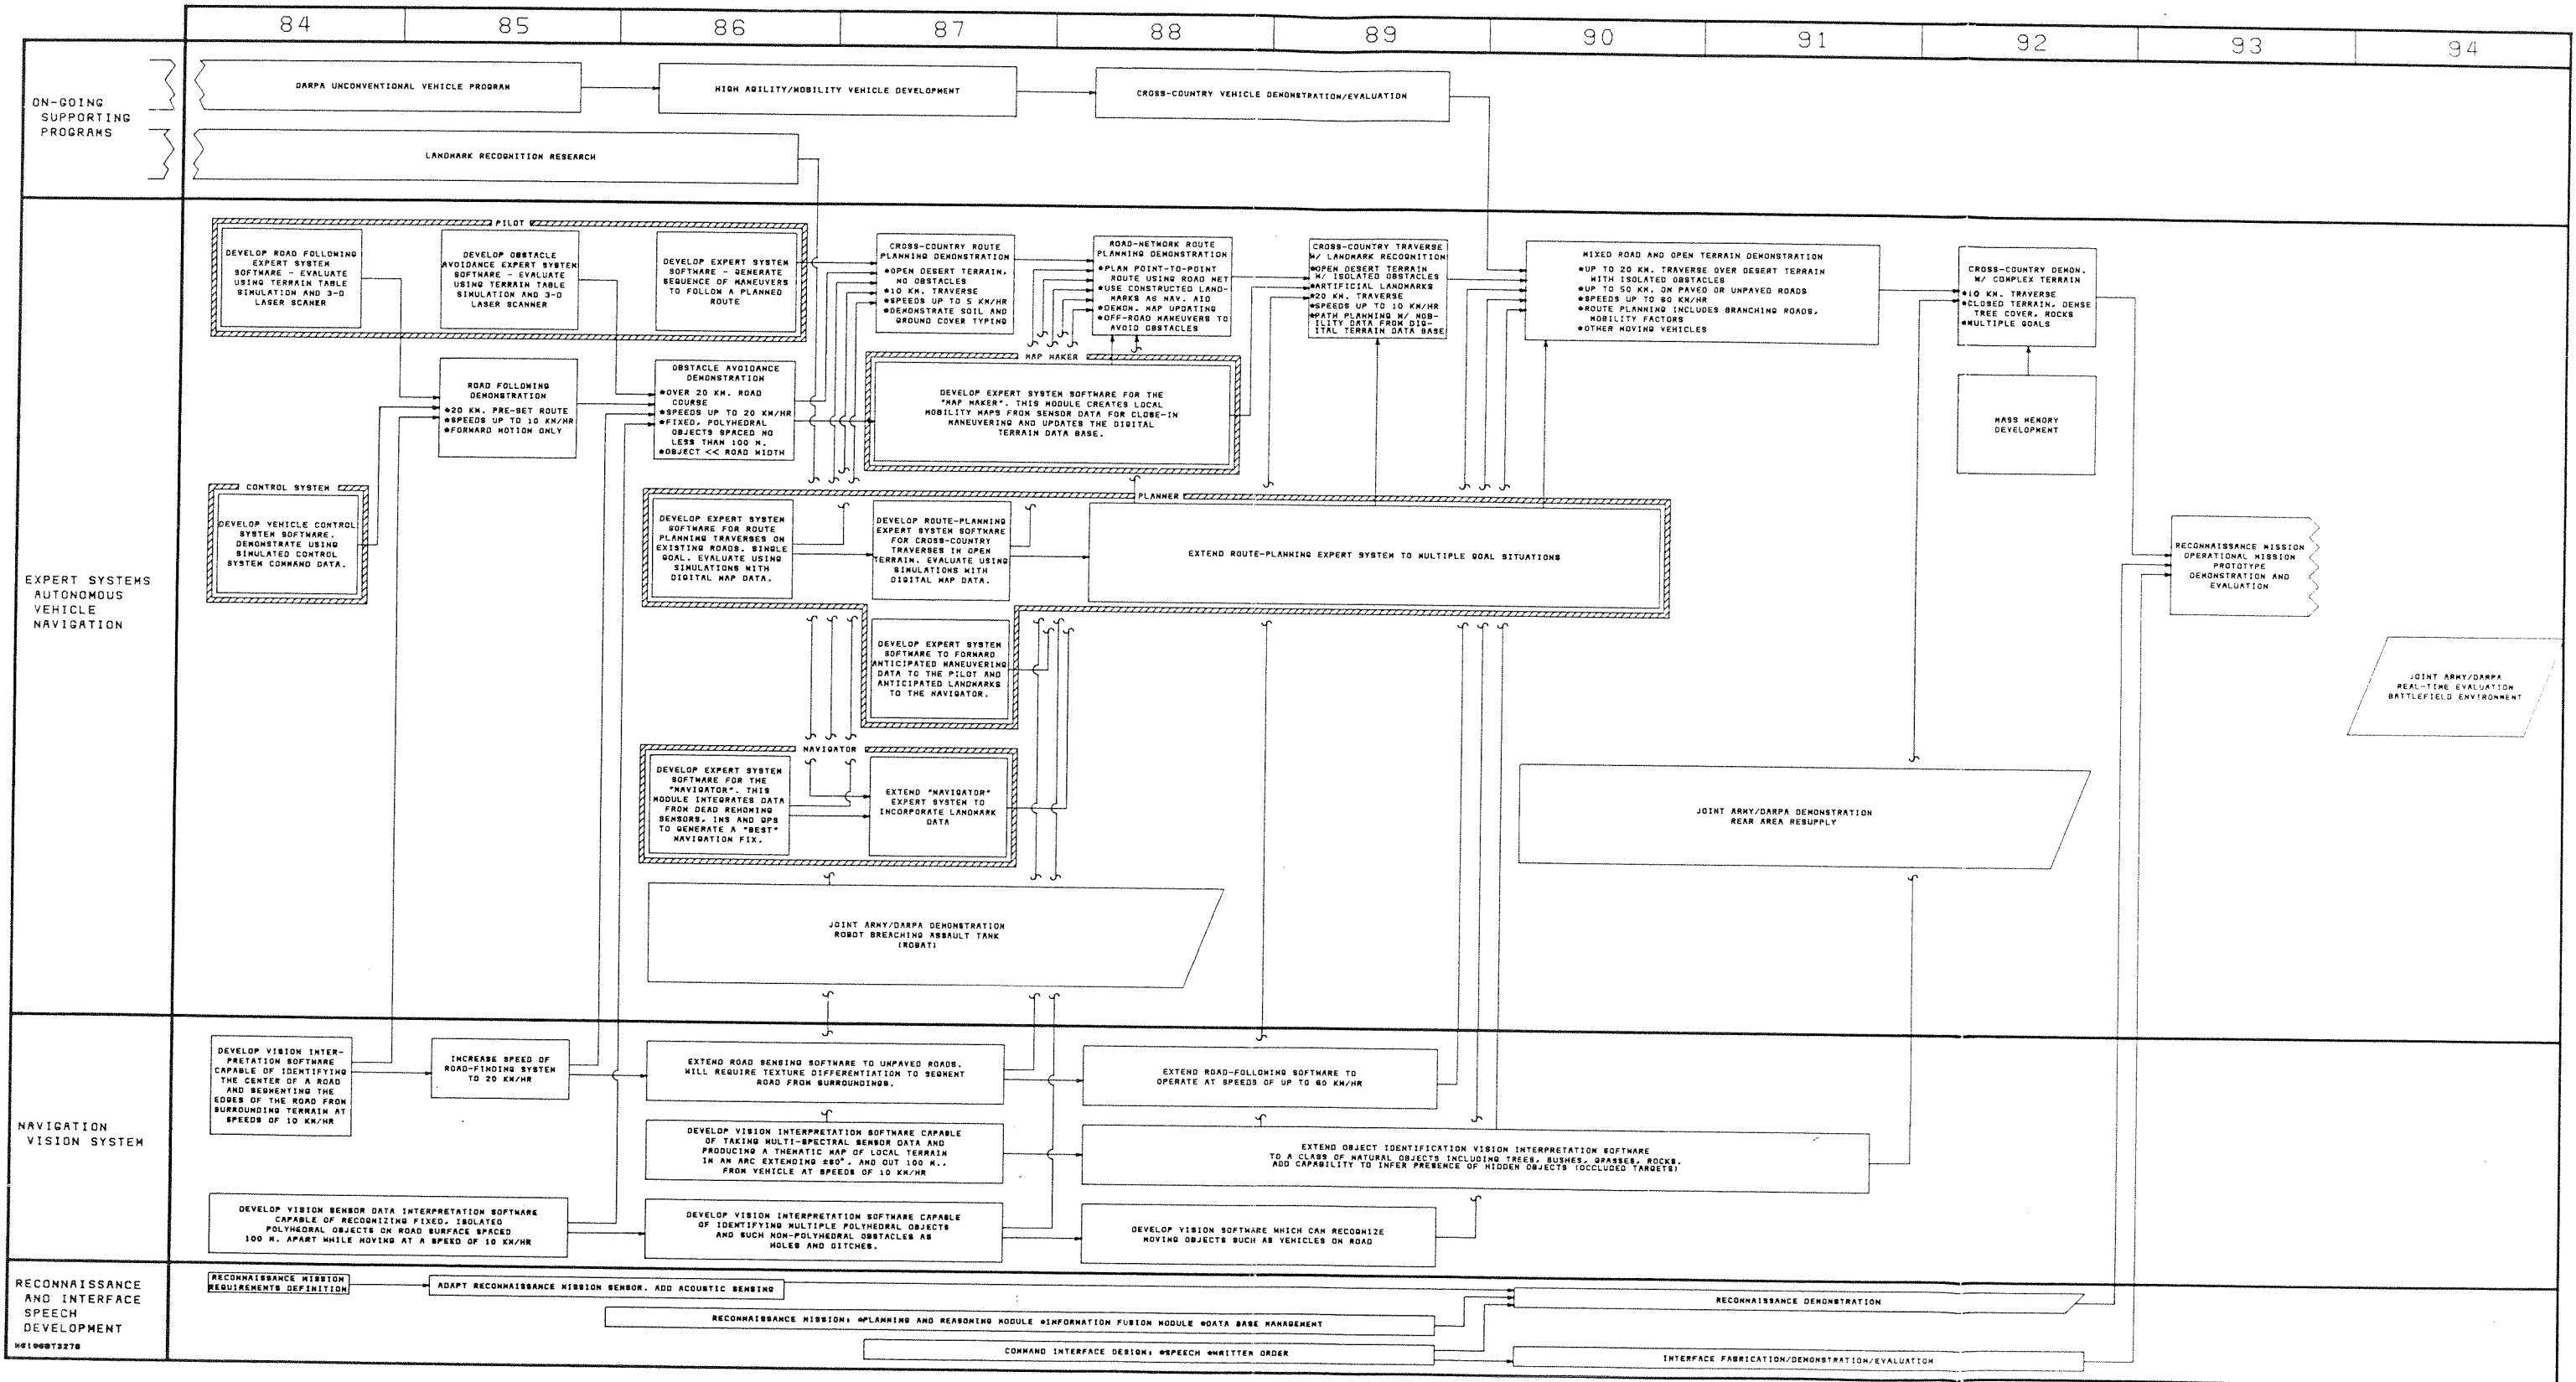 84 85 86 87 88 89 90 91 92 93 94
ON-GOING
SUPPORTING
PROGRAMS
DARPA UNCONVENTIONAL VEHICLE PROGRAM
HIGH AGILITY/MOBILITY VEHICLE DEVELOPMENT
CROSS-COUNTRY VEHICLE DEMONSTRATION/EVALUATION
LANDMARK RECOGNITION RESEARCH
EXPERT SYSTEMS
AUTONOMOUS
VEHICLE
NAVIGATION
PILOT
DEVELOP ROAD FOLLOWING
EXPERT SYSTEM
SOFTWARE - EVALUATE
USING TERRAIN TABLE
SIMULATION AND 3-D
LASER SCANER
DEVELOP OBSTACLE
AVOIDANCE EXPERT SYSTEM
SOFTWARE - EVALUATE
USING TERRAIN TABLE
SIMULATION AND 3-D
LASER SCANNER
DEVELOP EXPERT SYSTEM
SOFTWARE - GENERATE
SEQUENCE OF MANEUVERS
TO FOLLOW A PLANNED
ROUTE
CROSS-COUNTRY ROUTE
PLANNING DEMONSTRATION
*OPEN DESERT TERRAIN,
NO OBSTACLES
*10 KM. TRAVERSE
*SPEEDS UP TO 5 KM/HR
*DEMONSTRATE SOIL AND
GROUND COVER TYPING
ROAD-NETWORK ROUTE
PLANNING DEMONSTRATION
*PLAN POINT-TO-POINT
ROUTE USING ROAD NET
*USE CONSTRUCTED LAND-
MARKS AS NAV. AID
*DEMON. MAP UPDATING
*OFF-ROAD MANEUVERS TO
AVOID OBSTACLES
CROSS-COUNTRY TRAVERSE
W/ LANDMARK RECOGNITION
*OPEN DESERT TERRAIN
W/ ISOLATED OBSTACLES
*ARTIFICIAL LANDMARKS
*20 KM. TRAVERSE
*SPEEDS UP TO 10 KM/HR
*PATH PLANNING W/ MOB-
ILITY DATA FROM DIG-
ITAL TERRAIN DATA BASE
MIXED ROAD AND OPEN TERRAIN DEMONSTRATION
*UP TO 20 KM. TRAVERSE OVER DESERT TERRAIN
WITH ISOLATED OBSTACLES
*UP TO 50 KM. ON PAVED OR UNPAVED ROADS
*SPEEDS UP TO 60 KM/HR
*ROUTE PLANNING INCLUDES BRANCHING ROADS,
MOBILITY FACTORS
*OTHER MOVING VEHICLES
CROSS-COUNTRY DEMON.
W/ COMPLEX TERRAIN
*10 KM. TRAVERSE
*CLOSED TERRAIN, DENSE
TREE COVER, ROCKS
*MULTIPLE GOALS
ROAD FOLLOWING
DEMONSTRATION
*20 KM. PRE-SET ROUTE
*SPEEDS UP TO 10 KM/HR
*FORWARD MOTION ONLY
OBSTACLE AVOIDANCE
DEMONSTRATION
*OVER 20 KM. ROAD
COURSE
*SPEEDS UP TO 20 KM/HR
*FIXED, POLYHEDRAL
OBJECTS SPACED NO
LESS THAN 100 M.
*OBJECT << ROAD WIDTH
MAP MAKER
DEVELOP EXPERT SYSTEM SOFTWARE FOR THE
"MAP MAKER". THIS MODULE CREATES LOCAL
MOBILITY MAPS FROM SENSOR DATA FOR CLOSE-IN
MANEUVERING AND UPDATES THE DIGITAL
TERRAIN DATA BASE.
MASS MEMORY
DEVELOPMENT
CONTROL SYSTEM
DEVELOP VEHICLE CONTROL
SYSTEM SOFTWARE.
DEMONSTRATE USING
SIMULATED CONTROL
SYSTEM COMMAND DATA.
PLANNER
DEVELOP EXPERT SYSTEM
SOFTWARE FOR ROUTE
PLANNING TRAVERSES ON
EXISTING ROADS. SINGLE
GOAL. EVALUATE USING
SIMULATIONS WITH
DIGITAL MAP DATA.
DEVELOP ROUTE-PLANNING
EXPERT SYSTEM SOFTWARE
FOR CROSS-COUNTRY
TRAVERSES IN OPEN
TERRAIN. EVALUATE USING
SIMULATIONS WITH
DIGITAL MAP DATA.
EXTEND ROUTE-PLANNING EXPERT SYSTEM TO MULTIPLE GOAL SITUATIONS
RECONNAISSANCE MISSION
OPERATIONAL MISSION
PROTOTYPE
DEMONSTRATION AND
EVALUATION
DEVELOP EXPERT SYSTEM
SOFTWARE TO FORWARD
ANTICIPATED MANEUVERING
DATA TO THE PILOT AND
ANTICIPATED LANDMARKS
TO THE NAVIGATOR.
JOINT ARMY/DARPA
REAL-TIME EVALUATION
BATTLEFIELD ENVIRONMENT
NAVIGATOR
DEVELOP EXPERT SYSTEM
SOFTWARE FOR THE
"NAVIGATOR". THIS
MODULE INTEGRATES DATA
FROM DEAD REHONING
SENSORS, INS AND GPS
TO GENERATE A "BEST"
NAVIGATION FIX.
EXTEND "NAVIGATOR"
EXPERT SYSTEM TO
INCORPORATE LANDMARK
DATA
JOINT ARMY/DARPA DEMONSTRATION
REAR AREA RESUPPLY
JOINT ARMY/DARPA DEMONSTRATION
ROBOT BREACHING ASSAULT TANK
(ROBAT)
NAVIGATION
VISION SYSTEM
DEVELOP VISION INTER-
PRETATION SOFTWARE
CAPABLE OF IDENTIFYING
THE CENTER OF A ROAD
AND SEGMENTING THE
EDGES OF THE ROAD FROM
SURROUNDING TERRAIN AT
SPEEDS OF 10 KM/HR
INCREASE SPEED OF
ROAD-FINDING SYSTEM
TO 20 KM/HR
EXTEND ROAD SENSING SOFTWARE TO UNPAVED ROADS.
WILL REQUIRE TEXTURE DIFFERENTIATION TO SEGMENT
ROAD FROM SURROUNDINGS.
EXTEND ROAD-FOLLOWING SOFTWARE TO
OPERATE AT SPEEDS OF UP TO 60 KM/HR
DEVELOP VISION INTERPRETATION SOFTWARE CAPABLE
OF TAKING MULTI-SPECTRAL SENSOR DATA AND
PRODUCING A THEMATIC MAP OF LOCAL TERRAIN
IN AN ARC EXTENDING ±60°, AND OUT 100 M.,
FROM VEHICLE AT SPEEDS OF 10 KM/HR
EXTEND OBJECT IDENTIFICATION VISION INTERPRETATION SOFTWARE
TO A CLASS OF NATURAL OBJECTS INCLUDING TREES, BUSHES, GRASSES, ROCKS.
ADD CAPABILITY TO INFER PRESENCE OF HIDDEN OBJECTS (OCCLUDED TARGETS)
DEVELOP VISION SENSOR DATA INTERPRETATION SOFTWARE
CAPABLE OF RECOGNIZING FIXED, ISOLATED
POLYHEDRAL OBJECTS ON ROAD SURFACE SPACED
100 M. APART WHILE MOVING AT A SPEED OF 10 KM/HR
DEVELOP VISION INTERPRETATION SOFTWARE CAPABLE
OF IDENTIFYING MULTIPLE POLYHEDRAL OBJECTS
AND SUCH NON-POLYHEDRAL OBSTACLES AS
HOLES AND DITCHES.
DEVELOP VISION SOFTWARE WHICH CAN RECOGNIZE
MOVING OBJECTS SUCH AS VEHICLES ON ROAD
RECONNAISSANCE
AND INTERFACE
SPEECH
DEVELOPMENT
RECONNAISSANCE MISSION
REQUIREMENTS DEFINITION
ADAPT RECONNAISSANCE MISSION SENSOR. ADD ACOUSTIC SENSING
RECONNAISSANCE DEMONSTRATION
RECONNAISSANCE MISSION: *PLANNING AND REASONING MODULE *INFORMATION FUSION MODULE *DATA BASE MANAGEMENT
COMMAND INTERFACE DESIGN: *SPEECH *WRITTEN ORDER
INTERFACE FABRICATION/DEMONSTRATION/EVALUATION